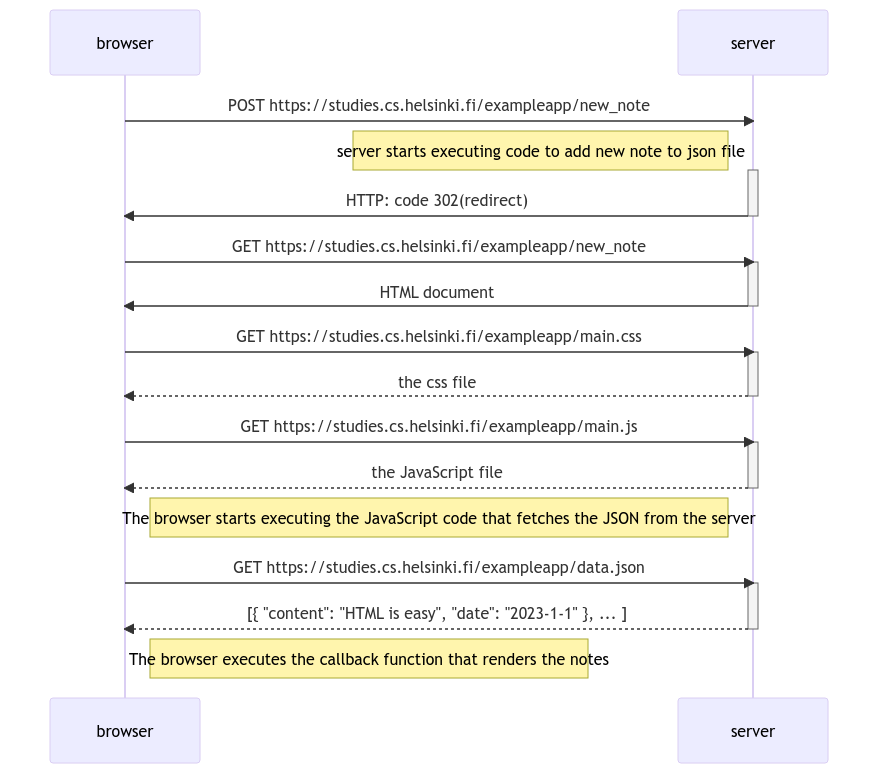 browser
server
POST https://studies.cs.helsinki.fi/exampleapp/new_note
server starts executing code to add new note to json file
HTTP: code 302(redirect)
GET https://studies.cs.helsinki.fi/exampleapp/new_note
HTML document
GET https://studies.cs.helsinki.fi/exampleapp/main.css
the css file
GET https://studies.cs.helsinki.fi/exampleapp/main.js
the JavaScript file
The browser starts executing the JavaScript code that fetches the JSON from the server
GET https://studies.cs.helsinki.fi/exampleapp/data.json
[{ "content": "HTML is easy", "date": "2023-1-1" }, ... ]
The browser executes the callback function that renders the notes
browser
server